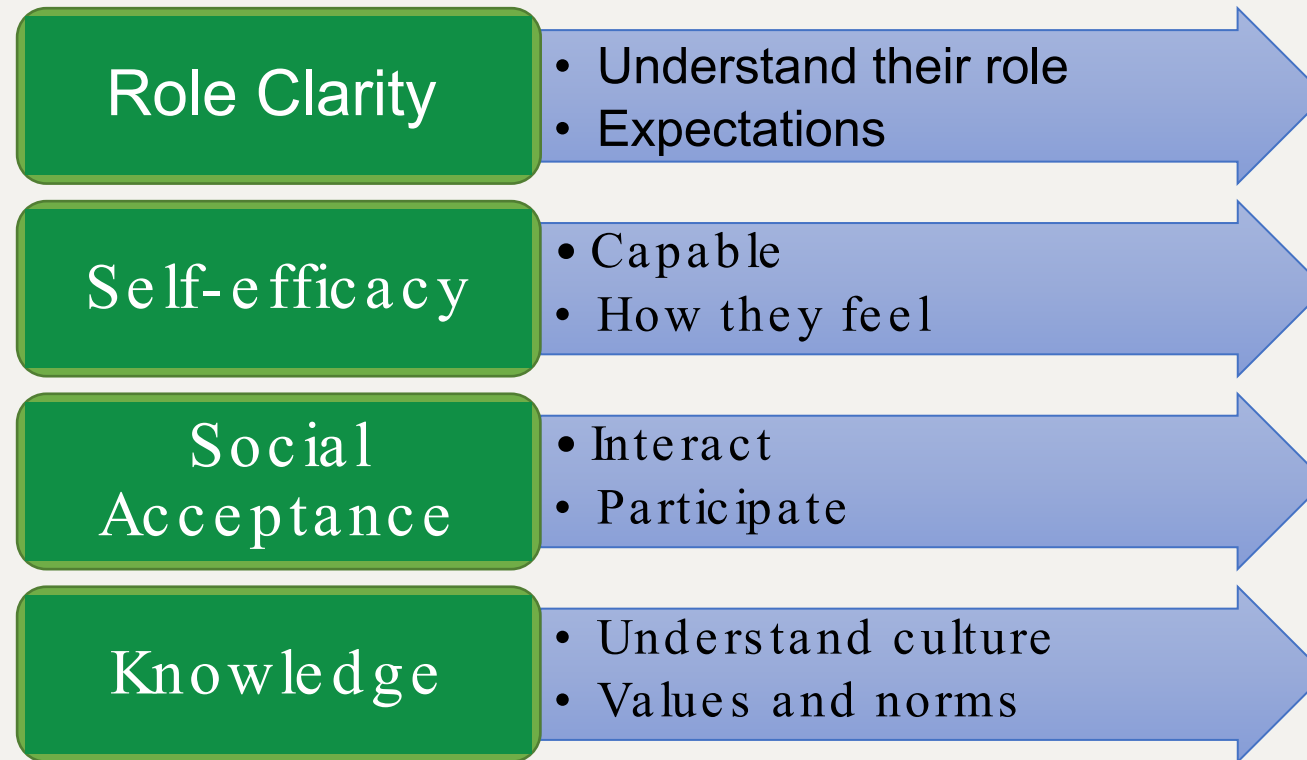 Role Clarity
• Understand their role
• Expectations
Self-efficacy
• Capable
• How they feel
Social
Acceptance
• Interact
• Participate
Knowledge
• Understand culture
• Values and norms